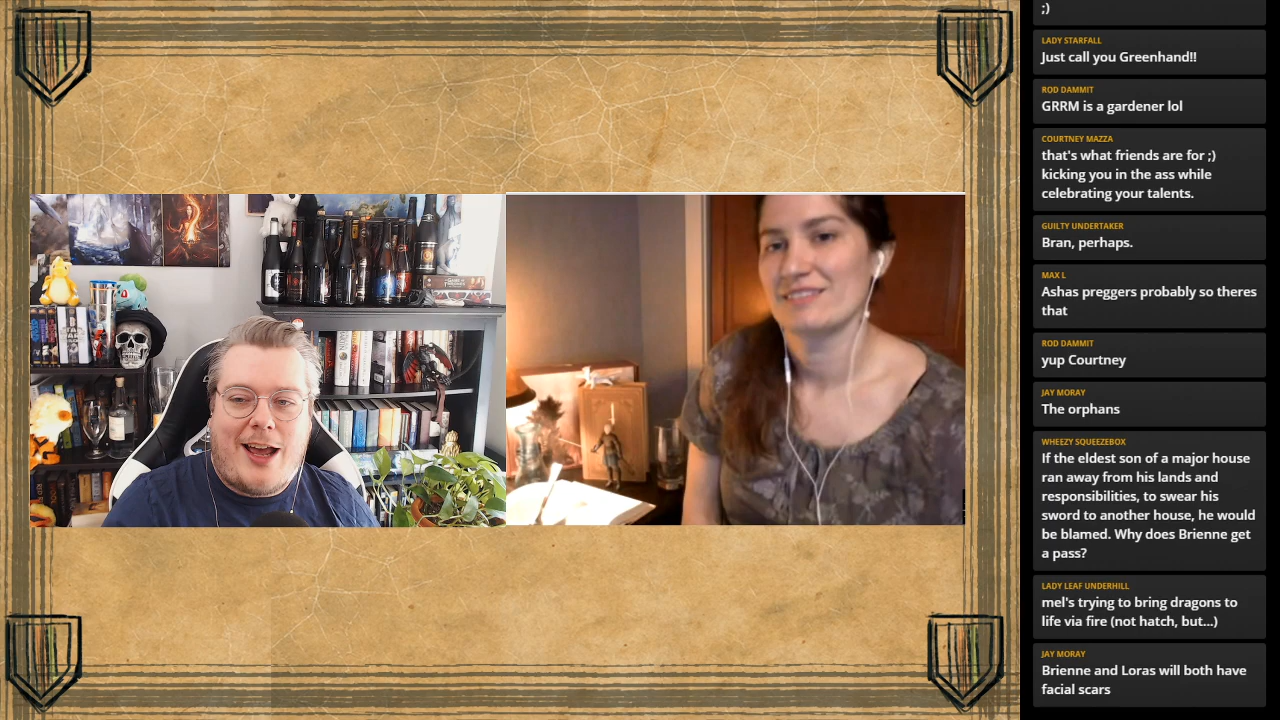 ;)
LADY STARFALL
Just call you Greenhand!!
ROD DAMMIT
GRRM is a gardener lol
COURTNEY MAZZA
that's what friends are for ;)
kicking you in the ass while
celebrating your talents.
GUILTY UNDERTAKER
Bran, perhaps.
MAX L
Ashas preggers probably so theres
that
ROD DAMMIT
yup Courtney
JAY MORAY
The orphans
WHEEZY SQUEEZEBOX
If the eldest son of a major house
ran away from his lands and
responsibilities, to swear his
sword to another house, he would
be blamed. Why does Brienne get
a pass?
LADY LEAF UNDERHILL
mel's trying to bring dragons to
life via fire (not hatch, but...)
JAY MORAY
Brienne and Loras will both have
facial scars